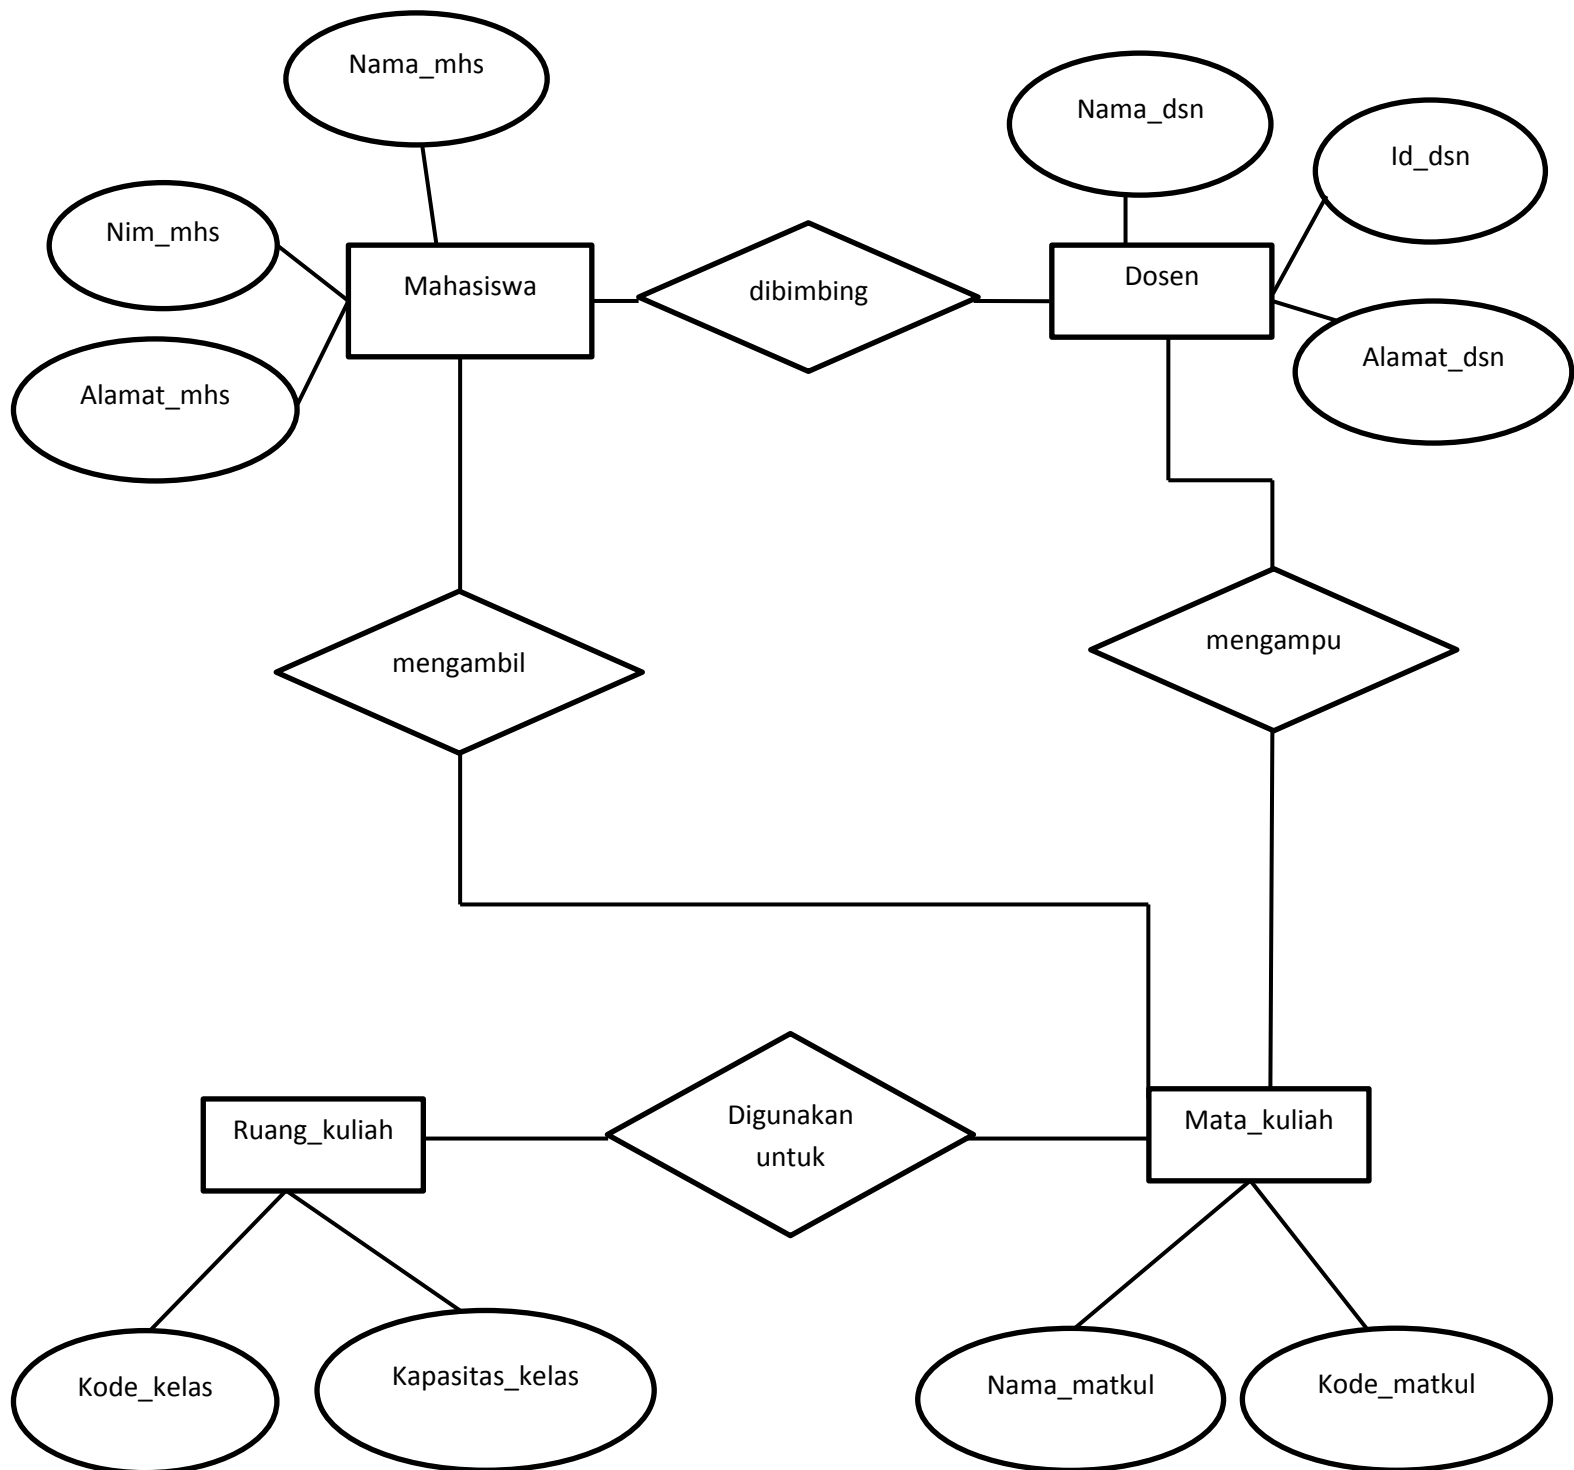 Nama_mhs
Nama_dsn
Id_dsn
Nim_mhs
Mahasiswa
dibimbing
Dosen
Alamat_mhs
Alamat_dsn
mengambil
mengampu
Ruang_kuliah
Digunakan
untuk
Mata_kuliah
Kode_kelas
Kapasitas_kelas
Nama_matkul
Kode_matkul